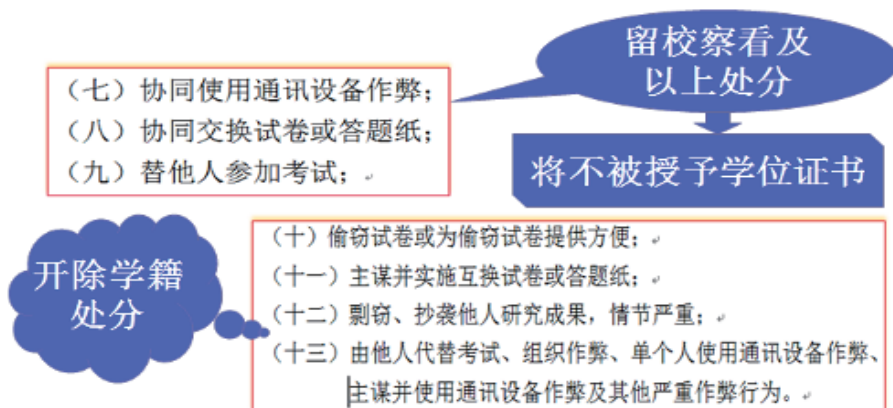 留校察看及
以上处分
（七）协同使用通讯设备作弊；
（八）协同交换试卷或答题纸；
（九）替他人参加考试；
将不被授予学位证书
开除学籍
处分
（十）偷窃试卷或为偷窃试卷提供方便；
（十一）主谋并实施互换试卷或答题纸；
（十二）剽窃、抄袭他人研究成果，情节严重；
（十三）由他人代替考试、组织作弊、单个人使用通讯设备作弊、
主谋并使用通讯设备作弊及其他严重作弊行为。